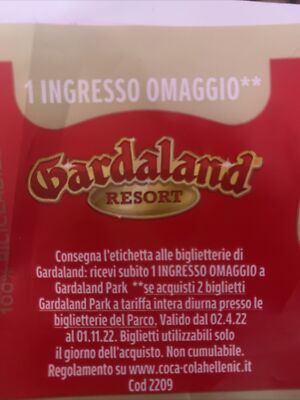 1 INGRESSO OMAGGIO**
Gardaland
RESORT
Consegna l'etichetta alle biglietterie di
Gardaland: ricevi subito 1 INGRESSO OMAGGIO a
Gardaland Park **se acquisti 2 biglietti
Gardaland Park a tariffa intera diurna presso le
biglietterie del Parco. Valido dal 02.4.22
al 01.11.22. Biglietti utilizzabili solo
il giorno dell'acquisto. Non cumulabile.
Regolamento su www.coca-colahellenic.it
Cod 2209
100%